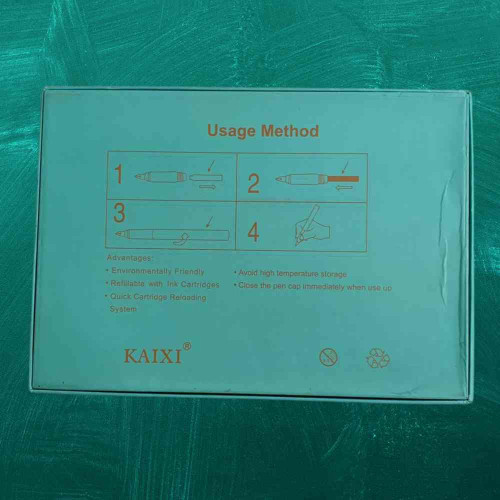 Usage Method
1
2
3
4
Advantages:
• Environmentally Friendly
• Refillable with Ink Cartridges
• Quick Cartridge Reloading
System
• Avoid high temperature storage
• Close the pen cap immediately when use up
KAIXI®